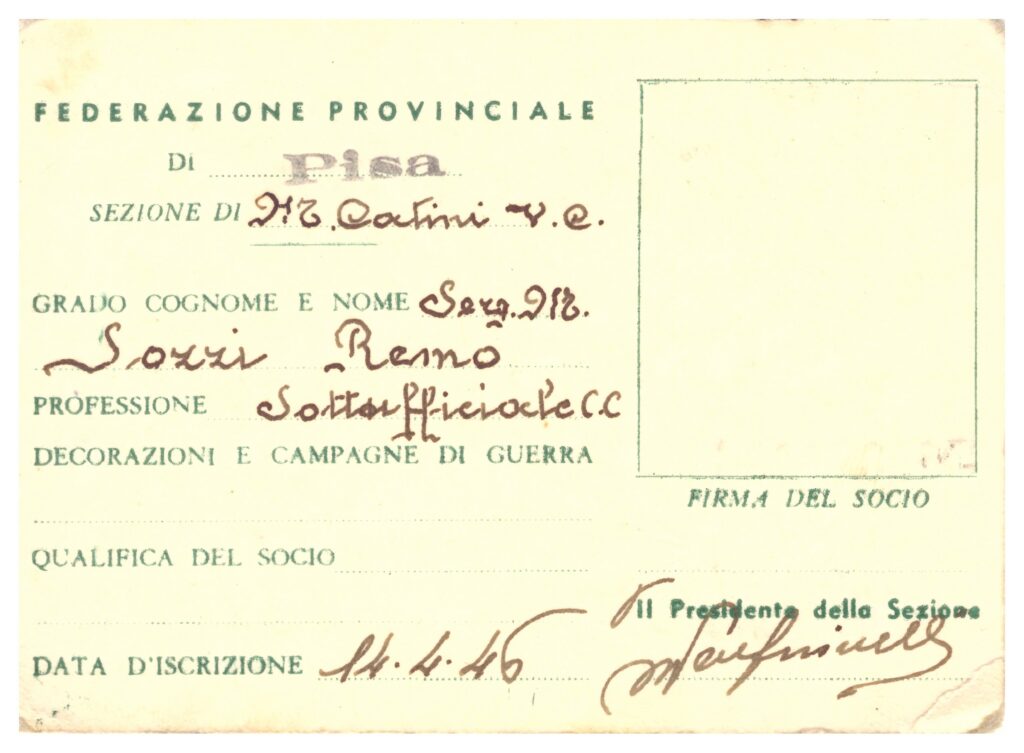 FEDERAZIONE PROVINCIALE
DI Pisa
SEZIONE DI Mt. Catini V. C.
GRADO COGNOME E NOME Serg. M.
Sozzi Remo
PROFESSIONE Sottufficiale CC
DECORAZIONI E CAMPAGNE DI GUERRA
QUALIFICA DEL SOCIO
DATA D'ISCRIZIONE 14.4.46
FIRMA DEL SOCIO
Il Presidente della Sezione